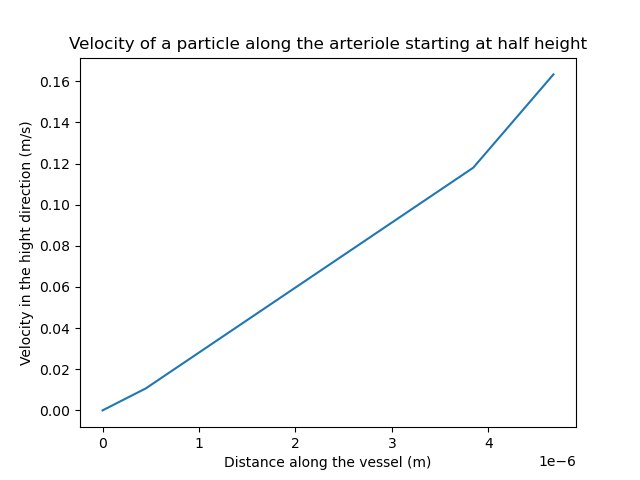 Velocity of a particle along the arteriole starting at half height
Velocity in the hight direction (m/s)
0.16
0.14
0.12
0.10
0.08
0.06
0.04
0.02
0.00
0 1 2 3 4
1e−6
Distance along the vessel (m)